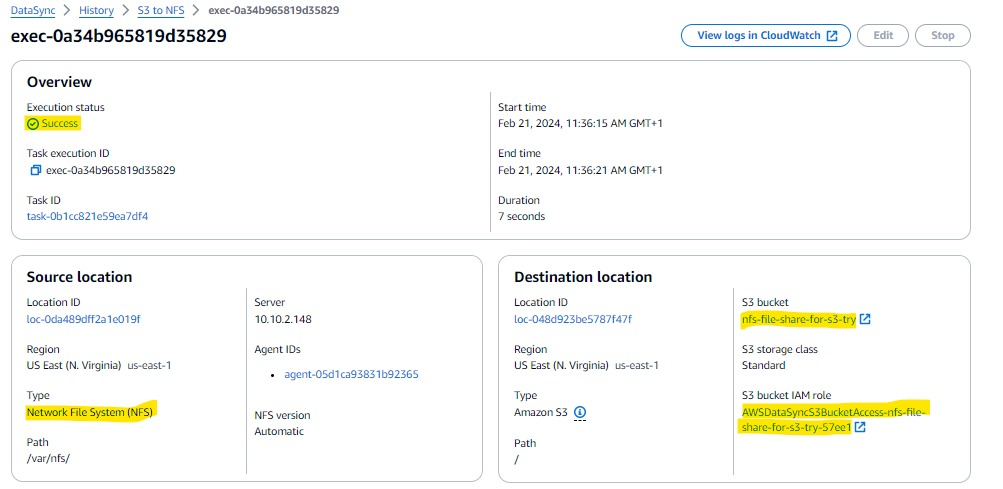 DataSync > History > S3 to NFS > exec-0a34b965819d35829
exec-0a34b965819d35829
View logs in CloudWatch
Edit
Stop
Overview
Execution status
Success
Task execution ID
exec-0a34b965819d35829
Task ID
task-0b1cc821e59ea7df4
Start time
Feb 21, 2024, 11:36:15 AM GMT+1
End time
Feb 21, 2024, 11:36:21 AM GMT+1
Duration
7 seconds
Source location
Location ID
loc-0da489dff2a1e019f
Region
US East (N. Virginia) us-east-1
Type
Network File System (NFS)
Path
/var/nfs/
Server
10.10.2.148
Agent IDs
• agent-05d1ca93831b92365
NFS version
Automatic
Destination location
Location ID
loc-048d923be5787f47f
Region
US East (N. Virginia) us-east-1
Type
Amazon S3
Path
/
S3 bucket
nfs-file-share-for-s3-try
S3 storage class
Standard
S3 bucket IAM role
AWSDataSyncS3BucketAccess-nfs-file-
share-for-s3-try-57ee1